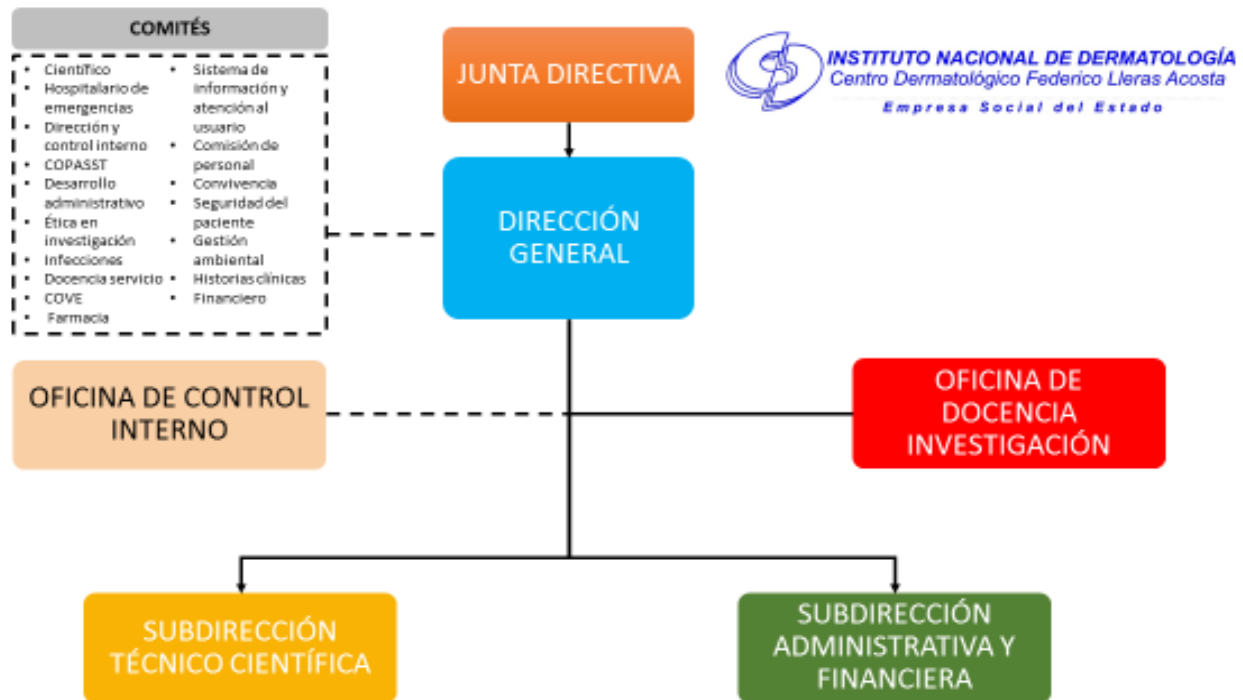 COMITÉS
• Científico
• Hospitalario de
emergencias
• Dirección y
control interno
• COPASST
• Desarrollo
administrativo
• Ética en
investigación
• Infecciones
• Docencia servicio
• COVE
• Farmacia
• Sistema de
información y
atención al
usuario
• Comisión de
personal
• Convivencia
• Seguridad del
paciente
• Gestión
ambiental
• Historias clínicas
• Financiero
JUNTA DIRECTIVA
INSTITUTO NACIONAL DE DERMATOLOGÍA
Centro Dermatológico Federico Lleras Acosta
Empresa Social del Estado
DIRECCIÓN
GENERAL
OFICINA DE CONTROL
INTERNO
OFICINA DE
DOCENCIA
INVESTIGACIÓN
SUBDIRECCIÓN
TÉCNICO CIENTÍFICA
SUBDIRECCIÓN
ADMINISTRATIVA Y
FINANCIERA